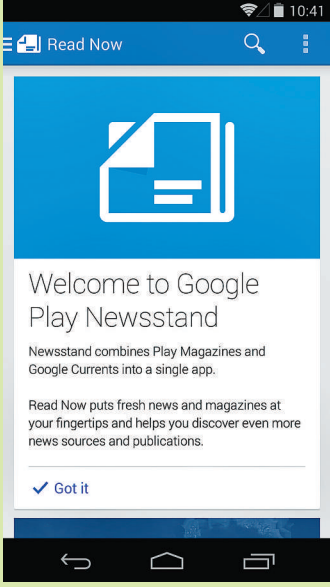 10:41
Read Now
Welcome to Google
Play Newsstand
Newsstand combines Play Magazines and
Google Currents into a single app.
Read Now puts fresh news and magazines at
your fingertips and helps you discover even more
news sources and publications.
Got it